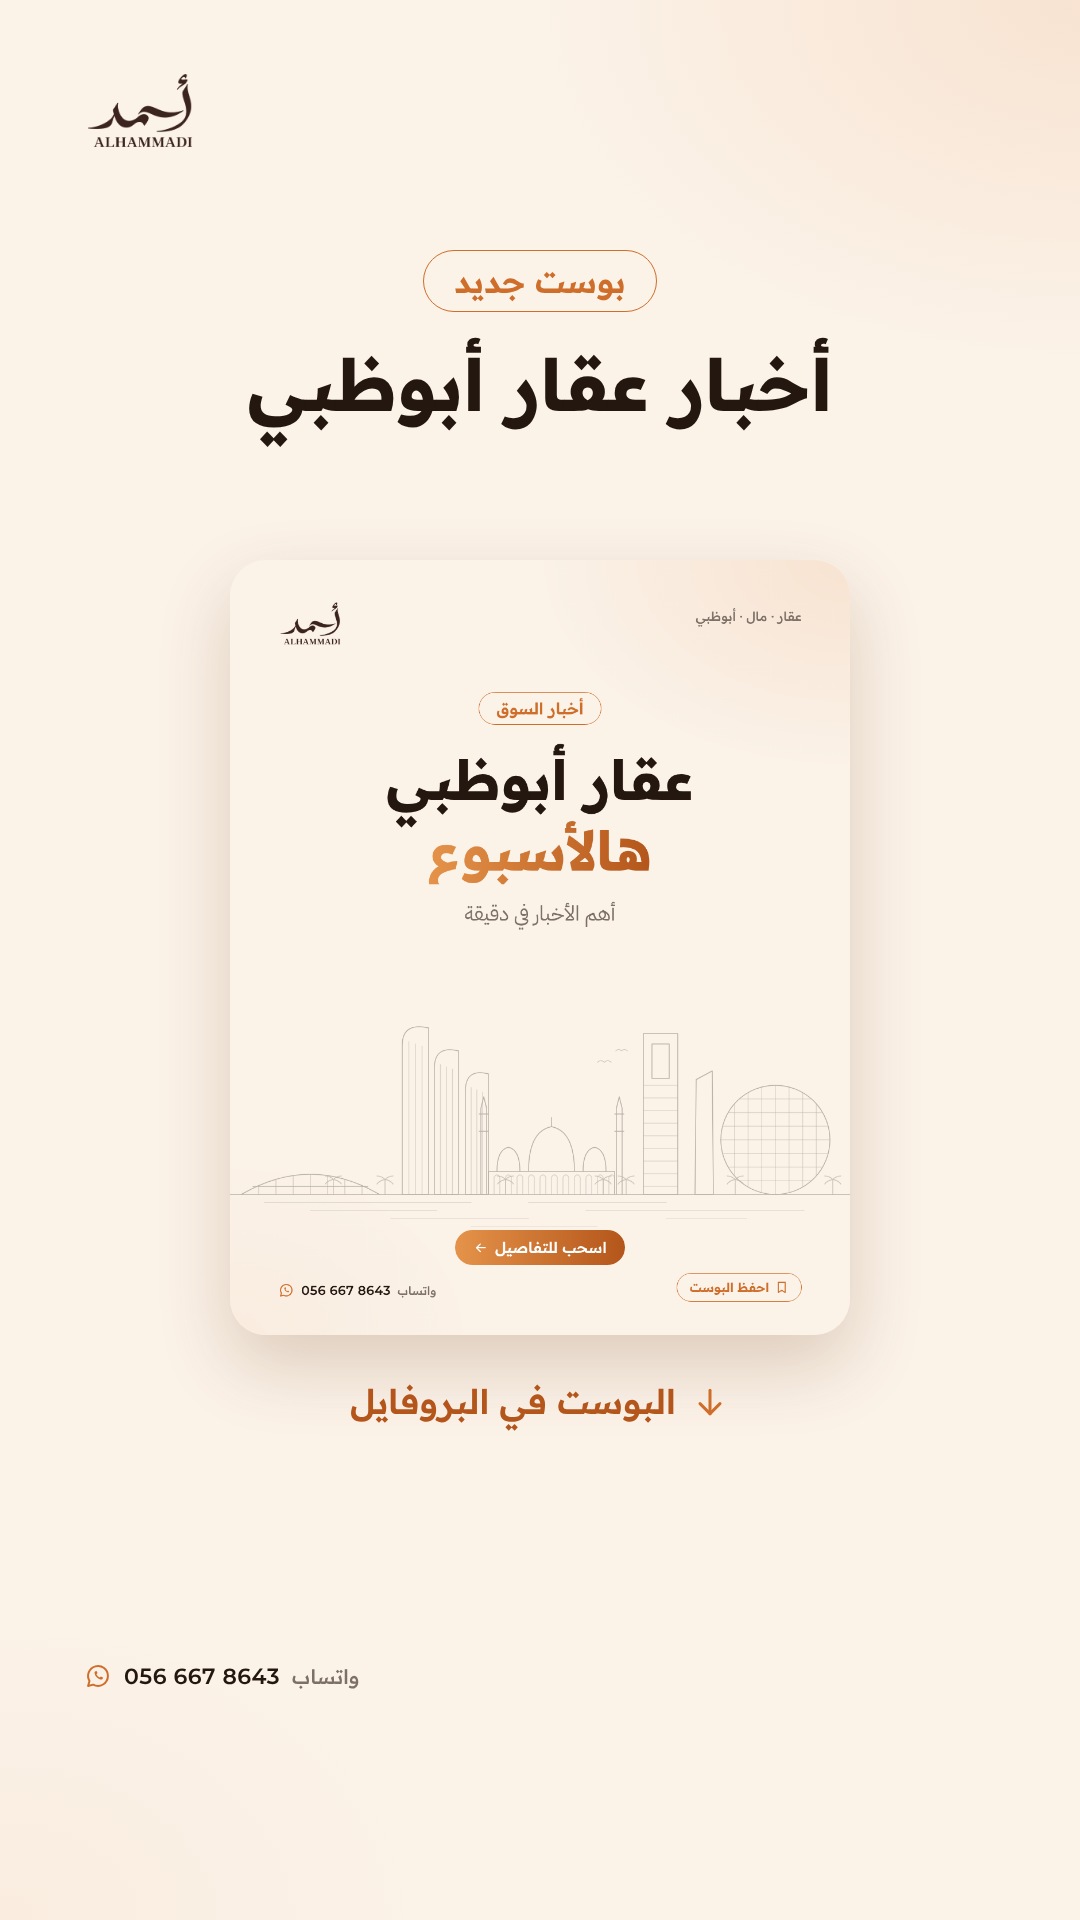 أحمد
ALHAMMADI
بوست جديد
أخبار عقار أبوظبي
أحمد
ALHAMMADI
عقار · مال · أبوظبي
أخبار السوق
عقار أبوظبي
هالأسبوع
أهم الأخبار في دقيقة
اسحب للتفاصيل ←
احفظ البوست
واتساب 056 667 8643
↓ البوست في البروفايل
واتساب 056 667 8643